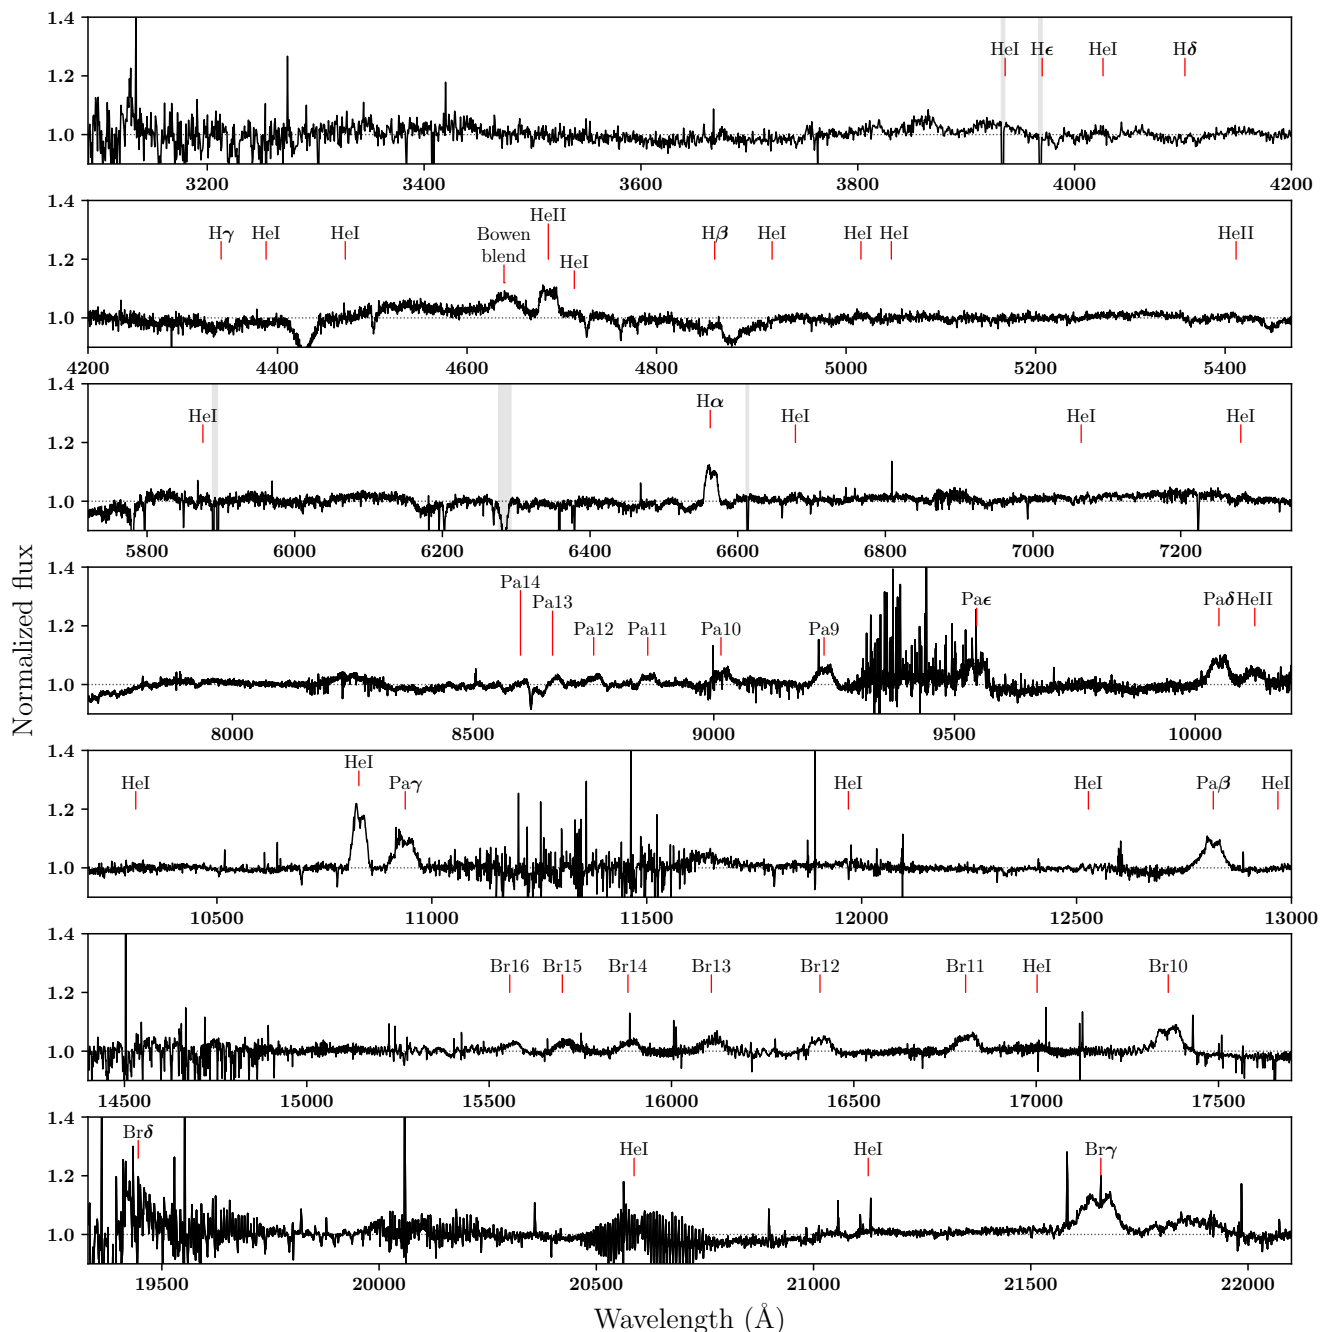 1.4
HeI Hϵ HeI Hδ
1.2
1.0
3200 3400 3600 3800 4000 4200
1.4
HeII
Hγ HeI HeI Bowen Hβ HeI HeI HeI HeII
blend
HeI
1.2
1.0
4200 4400 4600 4800 5000 5200 5400
1.4
Hα
HeI HeI HeI HeI
1.2
1.0
5800 6000 6200 6400 6600 6800 7000 7200
1.4
Pa14
Pa13 Paϵ Paδ HeII
Pa12 Pa11 Pa10 Pa9
1.2
1.0
8000 8500 9000 9500 10000
1.4
HeI
HeI Paγ HeI HeI Paβ HeI
1.2
1.0
10500 11000 11500 12000 12500 13000
1.4
Br16 Br15 Br14 Br13 Br12 Br11 HeI Br10
1.2
1.0
14500 15000 15500 16000 16500 17000 17500
1.4
Brδ
HeI HeI Brγ
1.2
1.0
19500 20000 20500 21000 21500 22000
Normalized flux
Wavelength (Å)